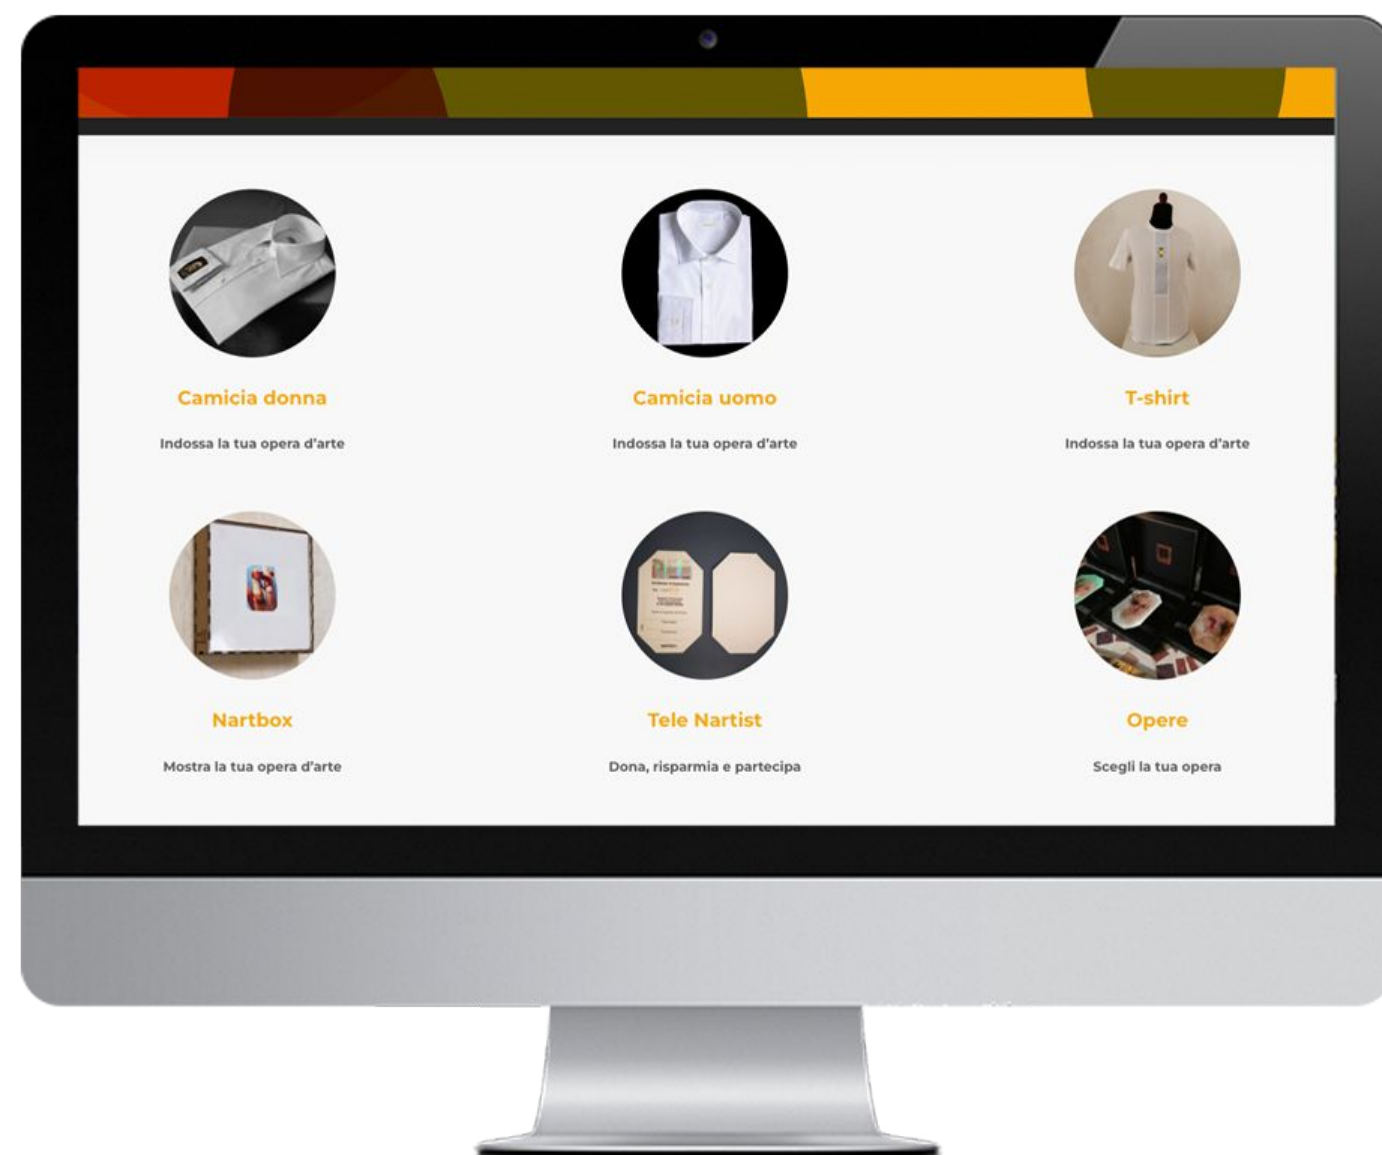 Camicia donna
Camicia uomo
T-shirt
Indossa la tua opera d'arte
Indossa la tua opera d'arte
Indossa la tua opera d'arte
Nartbox
Tele Nartist
Opere
Mostra la tua opera d'arte
Dona, risparmia e partecipa
Scegli la tua opera